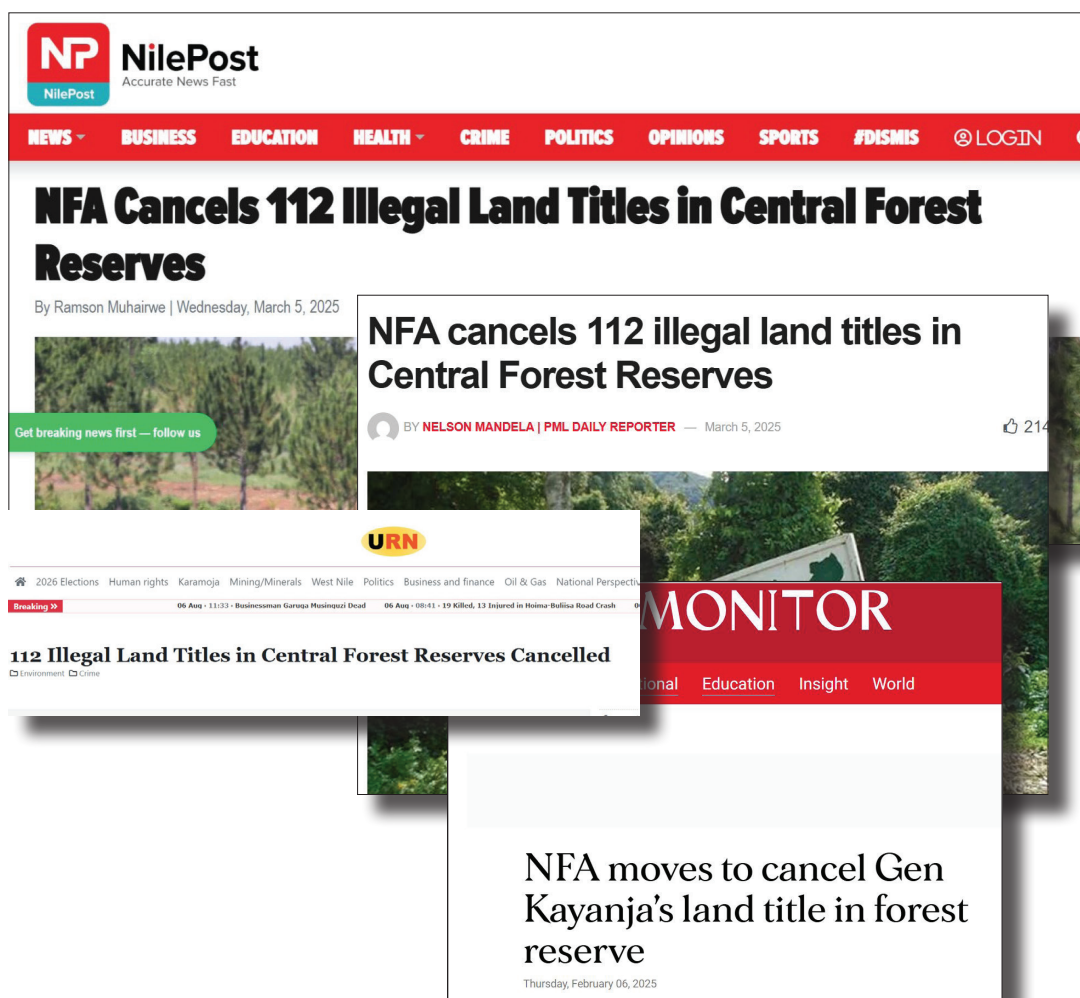 NP
NilePost
NilePost
Accurate News Fast
NEWS
BUSINESS
EDUCATION
HEALTH
CRIME
POLITICS
OPINIONS
SPORTS
#DISMIS
LOGIN
NFA Cancels 112 Illegal Land Titles in Central Forest
Reserves
By Ramson Muhairwe | Wednesday, March 5, 2025
Get breaking news first — follow us
NFA cancels 112 illegal land titles in
Central Forest Reserves
BY NELSON MANDELA | PML DAILY REPORTER — March 5, 2025
214
URN
2026 Elections Human rights Karamoja Mining/Minerals West Nile Politics Business and finance Oil & Gas National
Breaking »
06 Aug · 11:33 · Businessman Garuga Musinguzi Dead 06 Aug · 08:41 · 19 Killed, 13 Injured in Hoima-Buliisa Road Crash
112 Illegal Land Titles in Central Forest Reserves Cancelled
Environment Crime
MONITOR
Education Insight World
NFA moves to cancel Gen
Kayanja's land title in forest
reserve
Thursday, February 06, 2025